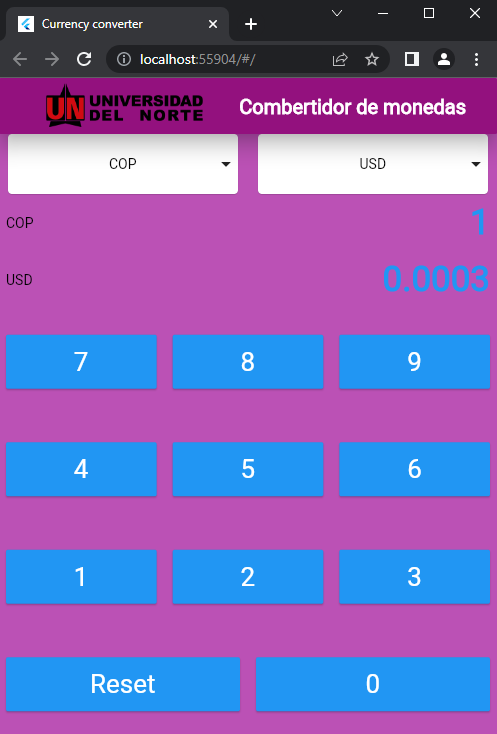 Currency converter
localhost:55904/#/
UN UNIVERSIDAD
DEL NORTE
Combertidor de monedas
COP
USD
COP
1
USD
0.0003
7
8
9
4
5
6
1
2
3
Reset
0